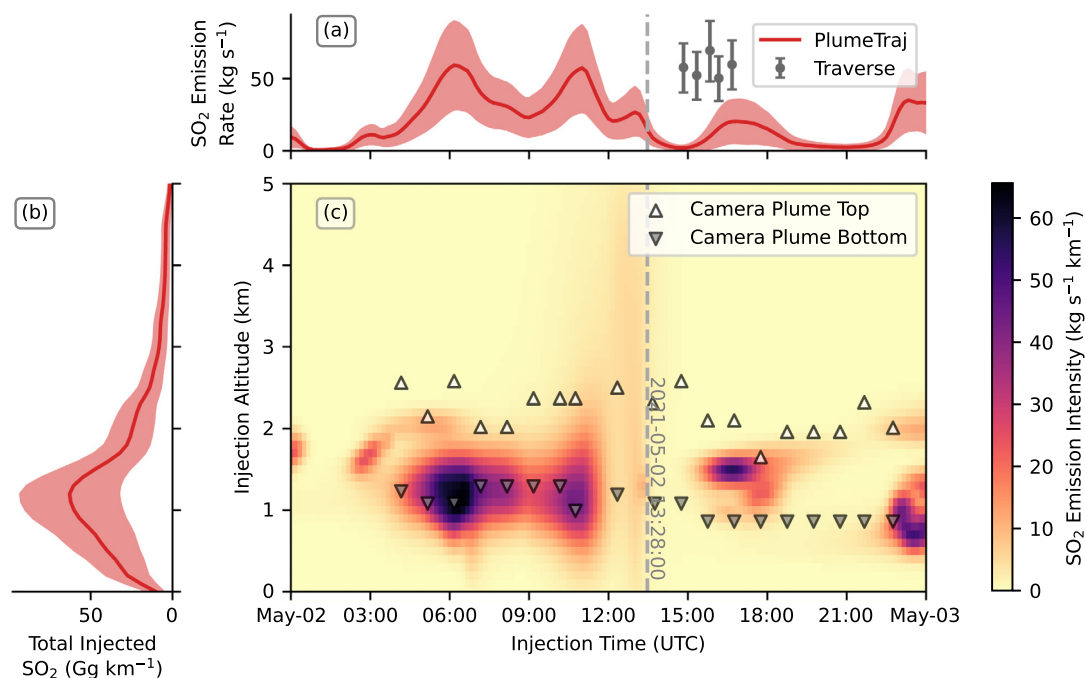 (a)
SO₂ Emission
Rate (kg s⁻¹)
50
0
PlumeTraj
Traverse
(b)
50
0
Total Injected
SO₂ (Gg km⁻¹)
(c)
Camera Plume Top
Camera Plume Bottom
5
4
3
2
1
0
Injection Altitude (km)
2021-05-02 13:28:00
May-02
03:00
06:00
09:00
12:00
15:00
18:00
21:00
May-03
Injection Time (UTC)
60
50
40
30
20
10
0
SO₂ Emission Intensity (kg s⁻¹ km⁻¹)